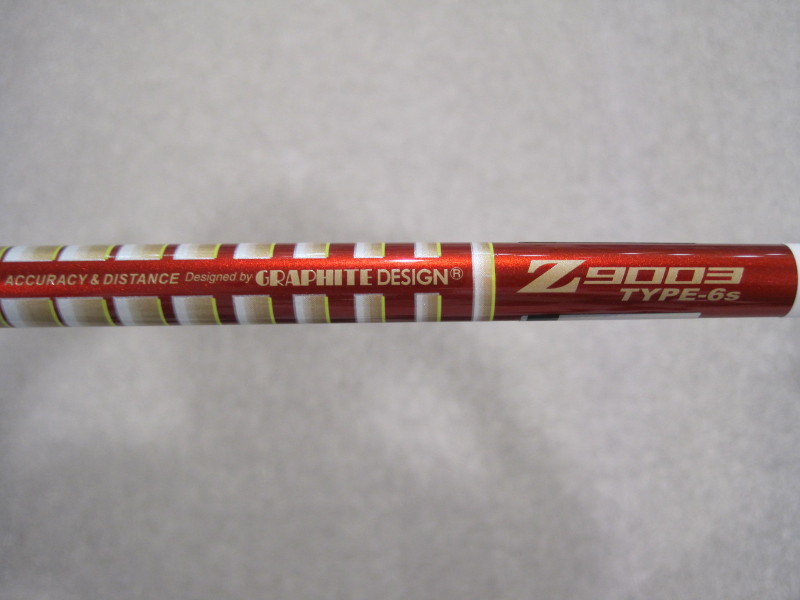 ACCURACY & DISTANCE Designed by GRAPHITE DESIGN®
Z9003
TYPE-6s